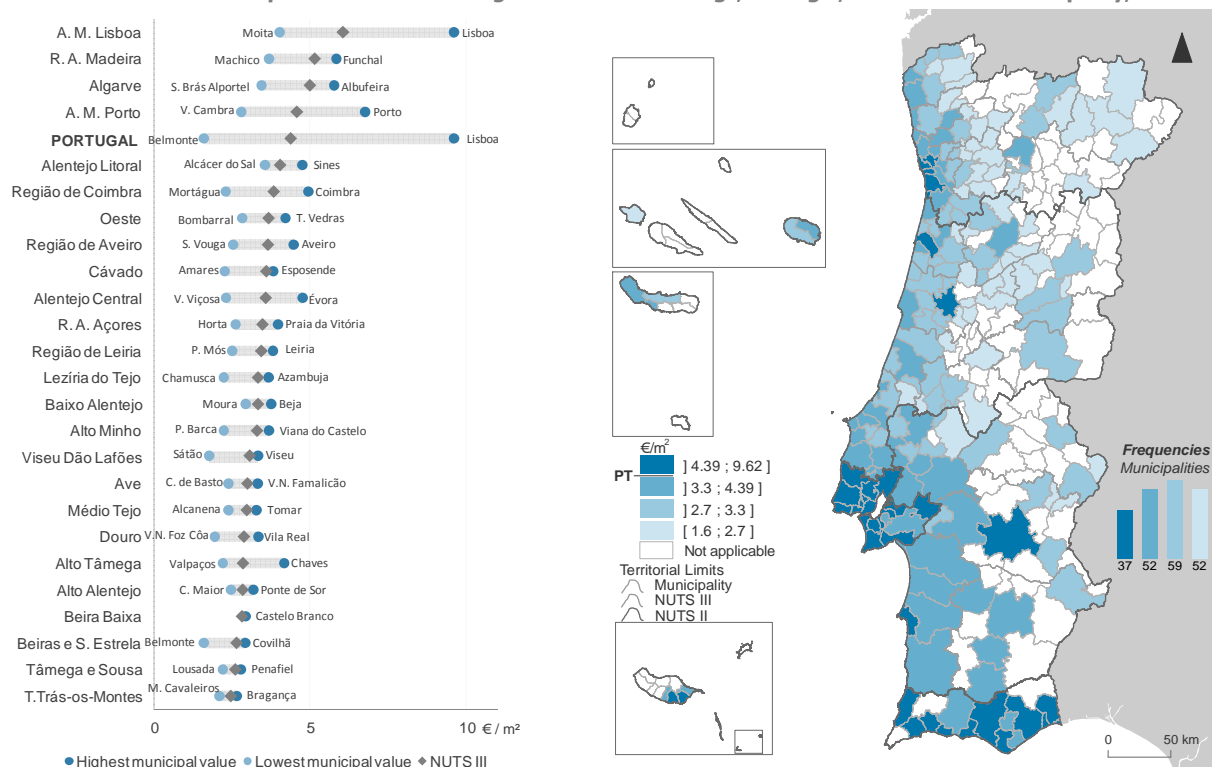 A. M. Lisboa Moita Lisboa
R. A. Madeira Machico Funchal
Algarve S. Brás Alportel Albufeira
A. M. Porto V. Cambra Porto
PORTUGAL Belmonte Lisboa
Alentejo Litoral Alcácer do Sal Sines
Região de Coimbra Mortágua Coimbra
Oeste Bombarral T. Vedras
Região de Aveiro S. Vouga Aveiro
Cávado Amares Esposende
Alentejo Central V. Viçosa Évora
R. A. Açores Horta Praia da Vitória
Região de Leiria P. Mós Leiria
Lezíria do Tejo Chamusca Azambuja
Baixo Alentejo Moura Beja
Alto Minho P. Barca Viana do Castelo
Viseu Dão Lafões Sátão Viseu
Ave C. de Basto V.N. Famalicão
Médio Tejo Alcanena Tomar
Douro V.N. Foz Côa Vila Real
Alto Tâmega Valpaços Chaves
Alto Alentejo C. Maior Ponte de Sor
Beira Baixa Castelo Branco
Beiras e S. Estrela Belmonte Covilhã
Tâmega e Sousa Lousada Penafiel
T.Trás-os-Montes M. Cavaleiros Bragança
0 5 10 € / m²
Highest municipal value Lowest municipal value NUTS III
€/m²
PT
] 4.39 ; 9.62 ]
] 3.3 ; 4.39 ]
] 2.7 ; 3.3 ]
[ 1.6 ; 2.7 ]
Not applicable
Territorial Limits
Municipality
NUTS III
NUTS II
Frequencies
Municipalities
37 52 59 52
0 50 km